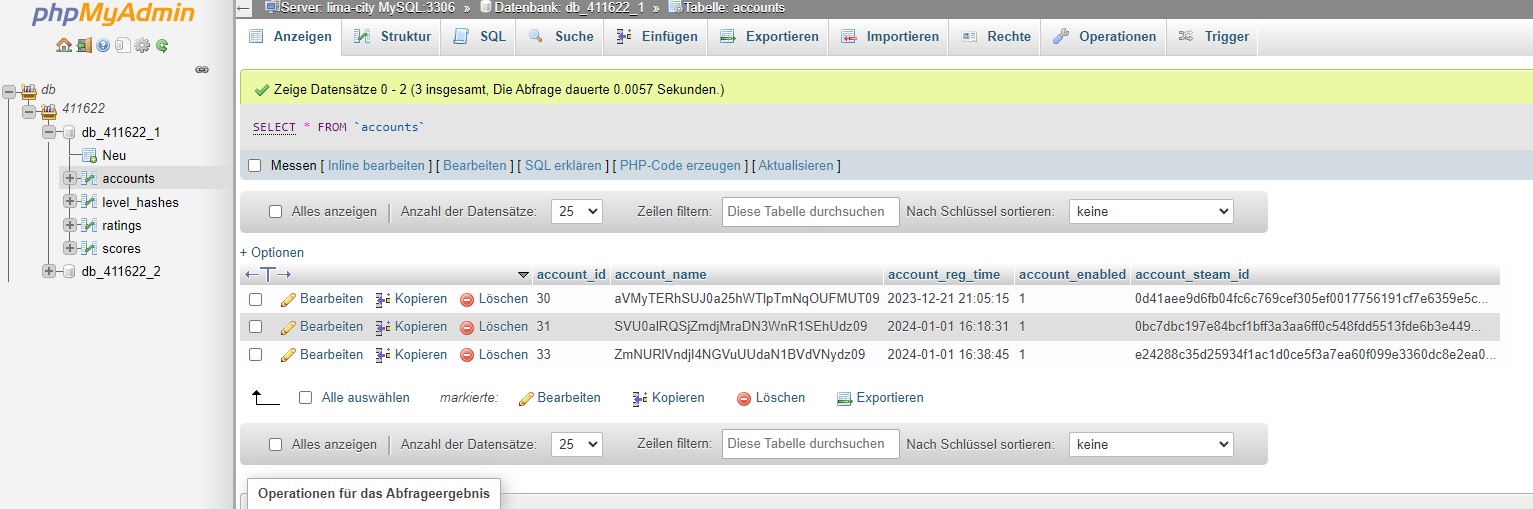 phpMyAdmin
db
411622
db_411622_1
Neu
accounts
level_hashes
ratings
scores
db_411622_2
Server: lima-city MySQL:3306 » Datenbank: db_411622_1 » Tabelle: accounts
Anzeigen Struktur SQL Suche Einfügen Exportieren Importieren Rechte Operationen Trigger
Zeige Datensätze 0 - 2 (3 insgesamt, Die Abfrage dauerte 0.0057 Sekunden.)
SELECT * FROM `accounts`
Messen [ Inline bearbeiten ] [ Bearbeiten ] [ SQL erklären ] [ PHP-Code erzeugen ] [ Aktualisieren ]
Alles anzeigen | Anzahl der Datensätze: 25 Zeilen filtern: Diese Tabelle durchsuchen Nach Schlüssel sortieren: keine
+ Optionen
←T→ account_id account_name account_reg_time account_enabled account_steam_id
Bearbeiten Kopieren Löschen 30 aVMyTERhSUJ0a25hWTlpTmNqOUFMUT09 2023-12-21 21:05:15 1 0d41aee9d6fb04fc6c769cef305ef0017756191cf7e6359e5c...
Bearbeiten Kopieren Löschen 31 SVU0alRQSjZmdjMraDN3WnR1SEhUdz09 2024-01-01 16:18:31 1 0bc7dbc197e84bcf1bff3a3aa6ff0c548fdd5513fde6b3e449...
Bearbeiten Kopieren Löschen 33 ZmNURlVndjl4NGVuUUdaN1BVdVNydz09 2024-01-01 16:38:45 1 e24288c35d25934f1ac1d0ce5f3a7ea60f099e3360dc8e2ea0...
Alle auswählen markierte: Bearbeiten Kopieren Löschen Exportieren
Alles anzeigen | Anzahl der Datensätze: 25 Zeilen filtern: Diese Tabelle durchsuchen Nach Schlüssel sortieren: keine
Operationen für das Abfrageergebnis